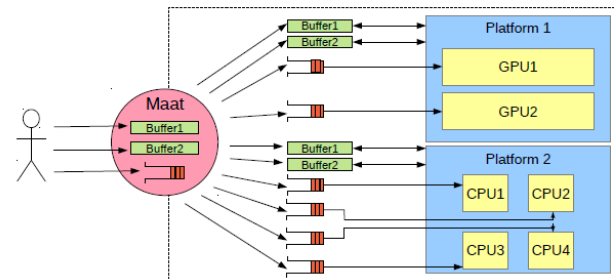 Maat
Buffer1
Buffer2
Buffer1
Buffer2
Platform 1
GPU1
GPU2
Buffer1
Buffer2
Platform 2
CPU1
CPU2
CPU3
CPU4